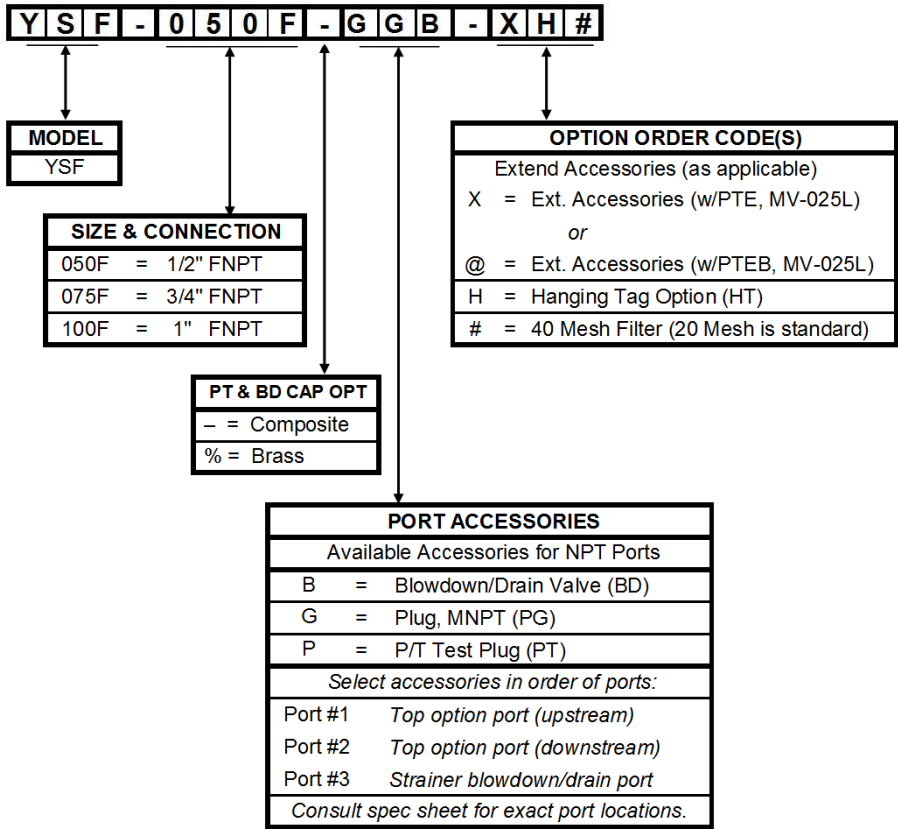 YSF-050F-GGB-XH#
MODEL
YSF
SIZE & CONNECTION
050F = 1/2" FNPT
075F = 3/4" FNPT
100F = 1" FNPT
PT & BD CAP OPT
– = Composite
% = Brass
PORT ACCESSORIES
Available Accessories for NPT Ports
B = Blowdown/Drain Valve (BD)
G = Plug, MNPT (PG)
P = P/T Test Plug (PT)
Select accessories in order of ports:
Port #1 Top option port (upstream)
Port #2 Top option port (downstream)
Port #3 Strainer blowdown/drain port
Consult spec sheet for exact port locations.
OPTION ORDER CODE(S)
Extend Accessories (as applicable)
X = Ext. Accessories (w/PTE, MV-025L)
or
@ = Ext. Accessories (w/PTEB, MV-025L)
H = Hanging Tag Option (HT)
# = 40 Mesh Filter (20 Mesh is standard)